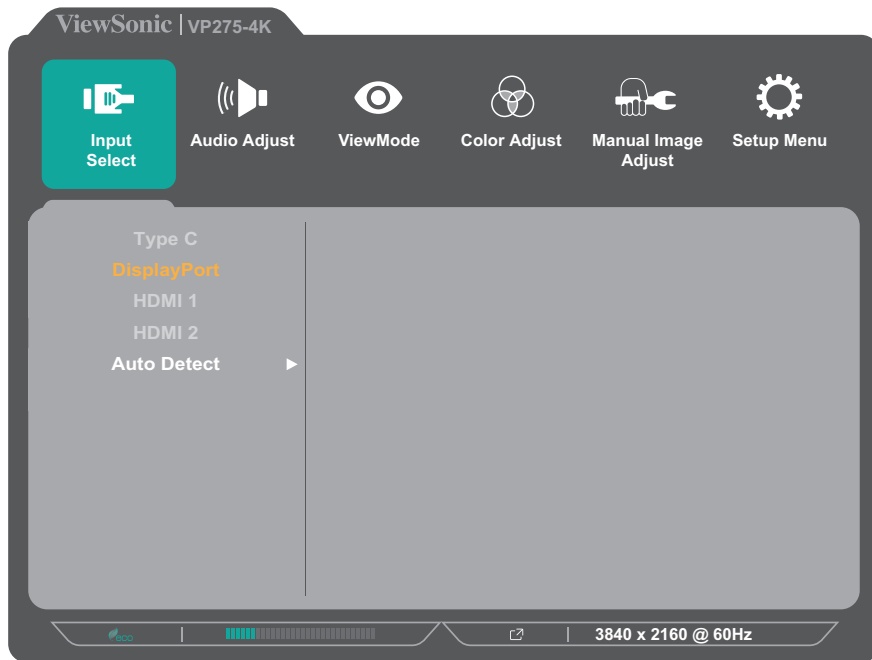 ViewSonic | VP275-4K
Input
Select
Audio Adjust
ViewMode
Color Adjust
Manual Image
Adjust
Setup Menu
Type C
DisplayPort
HDMI 1
HDMI 2
Auto Detect
eco
3840 x 2160 @ 60Hz